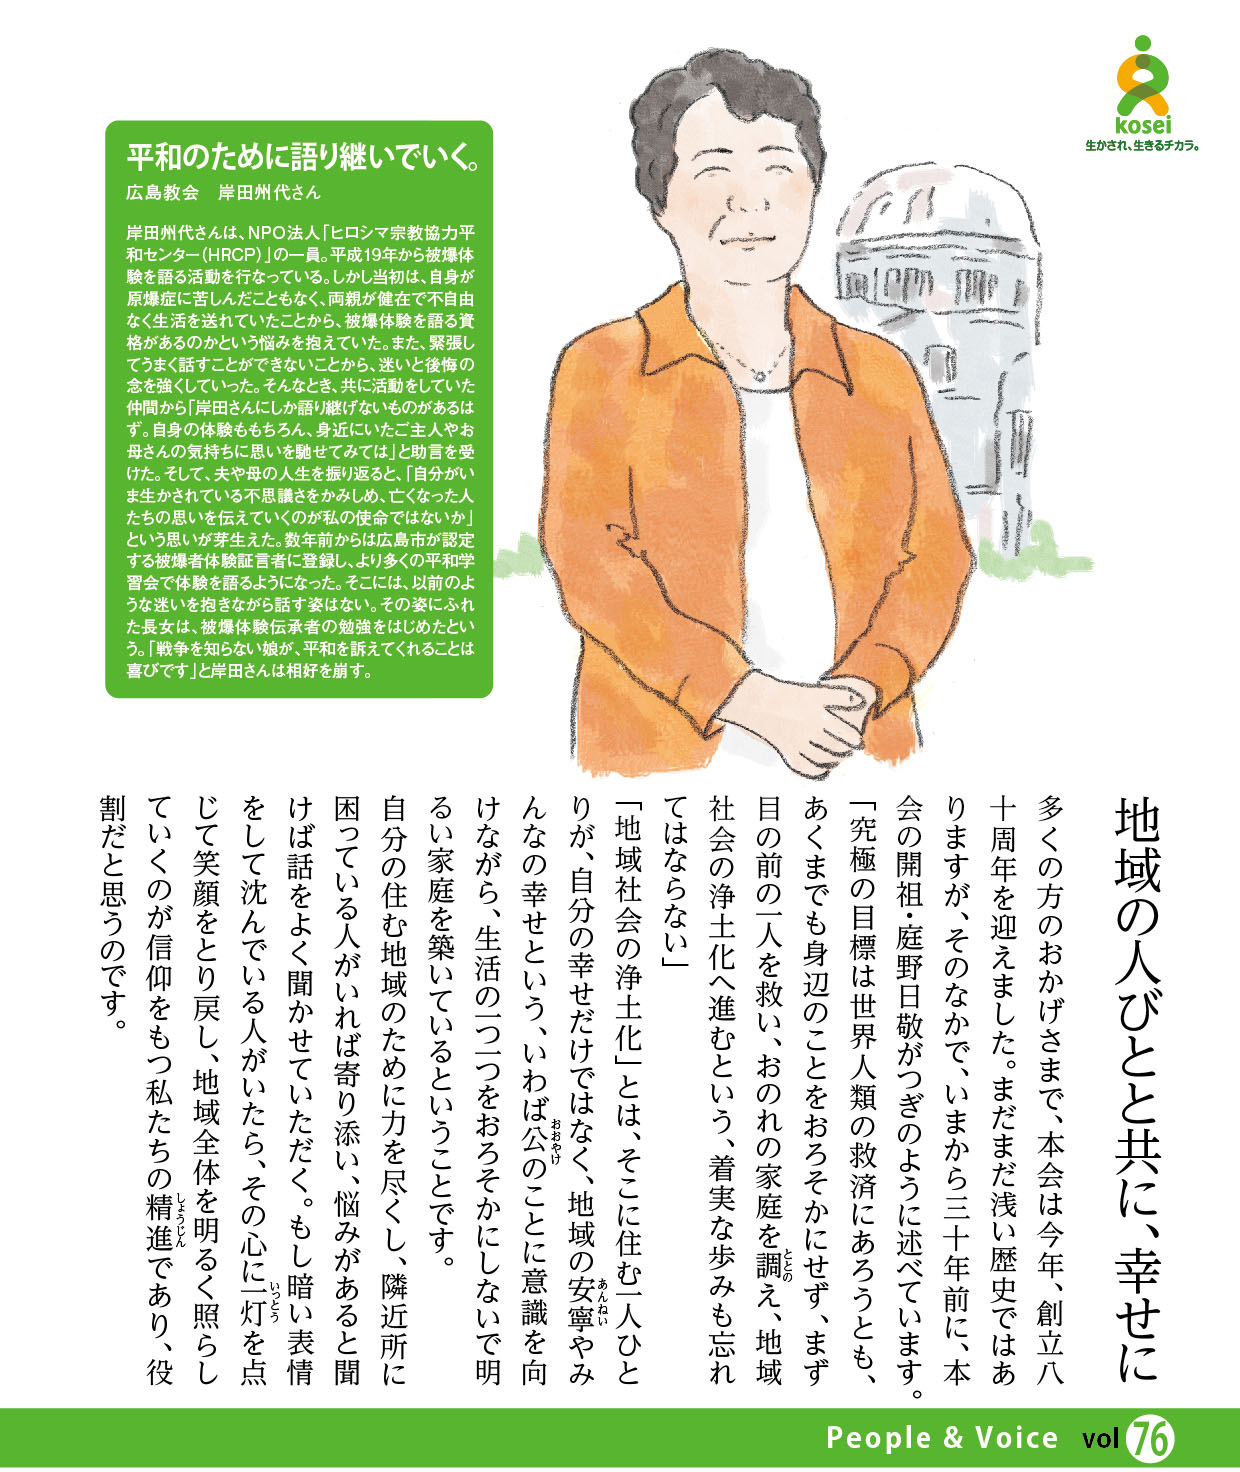 kosei
生かされ、生きるチカラ。
平和のために語り継いでいく。
広島教会　岸田州代さん
岸田州代さんは、NPO法人「ヒロシマ宗教協力平
和センター（HRCP）」の一員。平成19年から被爆体
験を語る活動を行なっている。しかし当初は、自身が
原爆症に苦しんだこともなく、両親が健在で不自由
なく生活を送れていたことから、被爆体験を語る資
格があるのかという悩みを抱えていた。また、緊張し
てうまく話すことができないことから、迷いと後悔の
念を強くしていった。そんなとき、共に活動をしていた
仲間から「岸田さんにしか語り継げないものがあるは
ず。自身の体験ももちろん、身近にいたご主人やお
母さんの気持ちに思いを馳せてみては」と助言を受
けた。そして、夫や母の人生を振り返ると、「自分がい
ま生かされている不思議さをかみしめ、亡くなった人
たちの思いを伝えていくのが私の使命ではないか」
という思いが芽生えた。数年前からは広島市が認定
する被爆者体験証言者に登録し、より多くの平和学
習会で体験を語るようになった。そこには、以前のよ
うな迷いを抱きながら話す姿はない。その姿にふれ
た長女は、被爆体験伝承者の勉強をはじめたとい
う。「戦争を知らない娘が、平和を訴えてくれることは
喜びです」と岸田さんは相好を崩す。
地域の人びとと共に、幸せに
多くの方のおかげさまで、本会は今年、創立八
十周年を迎えました。まだまだ浅い歴史ではあ
りますが、そのなかで、いまから三十年前に、本
会の開祖・庭野日敬がつぎのように述べています。
「究極の目標は世界人類の救済にあろうとも、
あくまでも身辺のことをおろそかにせず、まず
目の前の一人を救い、おのれの家庭を調ととのえ、地域
社会の浄土化へ進むという、着実な歩みも忘れ
てはならない」
「地域社会の浄土化」とは、そこに住む一人ひと
りが、自分の幸せだけではなく、地域の安寧あんねいやみ
んなの幸せという、いわば公おおやけのことに意識を向
けながら、生活の一つ一つをおろそかにしないで明
るい家庭を築いているということです。
自分の住む地域のために力を尽くし、隣近所に
困っている人がいれば寄り添い、悩みがあると聞
けば話をよく聞かせていただく。もし暗い表情
をして沈んでいる人がいたら、その心に一灯いっとうを点
じて笑顔をとり戻し、地域全体を明るく照らし
ていくのが信仰をもつ私たちの精進しょうじんであり、役
割だと思うのです。
People & Voice vol 76